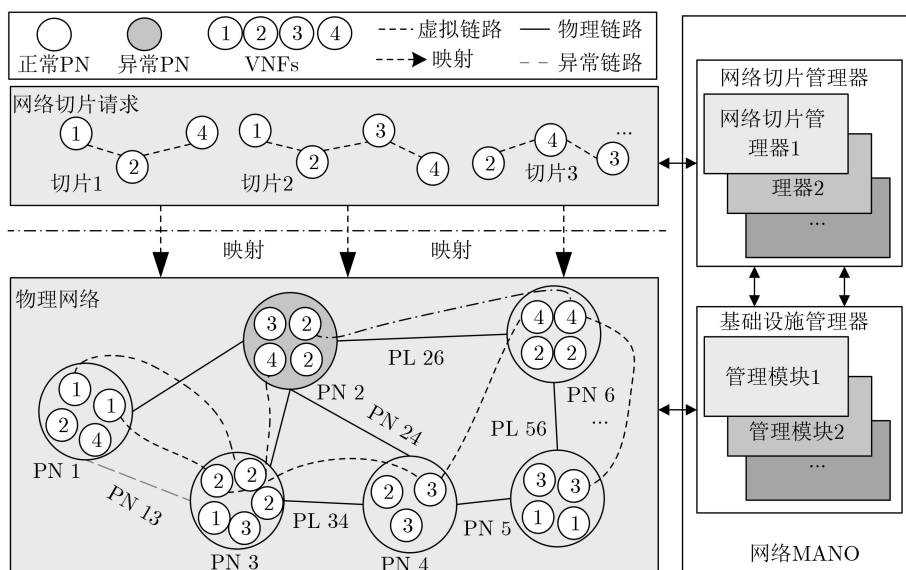 1 2 3 4
虚拟链路 物理链路
正常PN 异常PN VNFs 映射 异常链路
网络切片请求
1 2 4
切片1
1 2 3 4
切片2
2 4 3
切片3
...
映射 映射
物理网络
3 2
4 2
PN 2
4 4
2 2
PN 6
PL 26
1 1
2 4
PN 1
PN 24
PL 56
...
PN 13
2 2 2
1 3
PN 3
PL 34
2 3
3
PN 4
PN 5
3 3
1 1
网络切片管理器
网络切片管
理器1
理器2
...
基础设施管理器
管理模块1
管理模块2
...
网络MANO